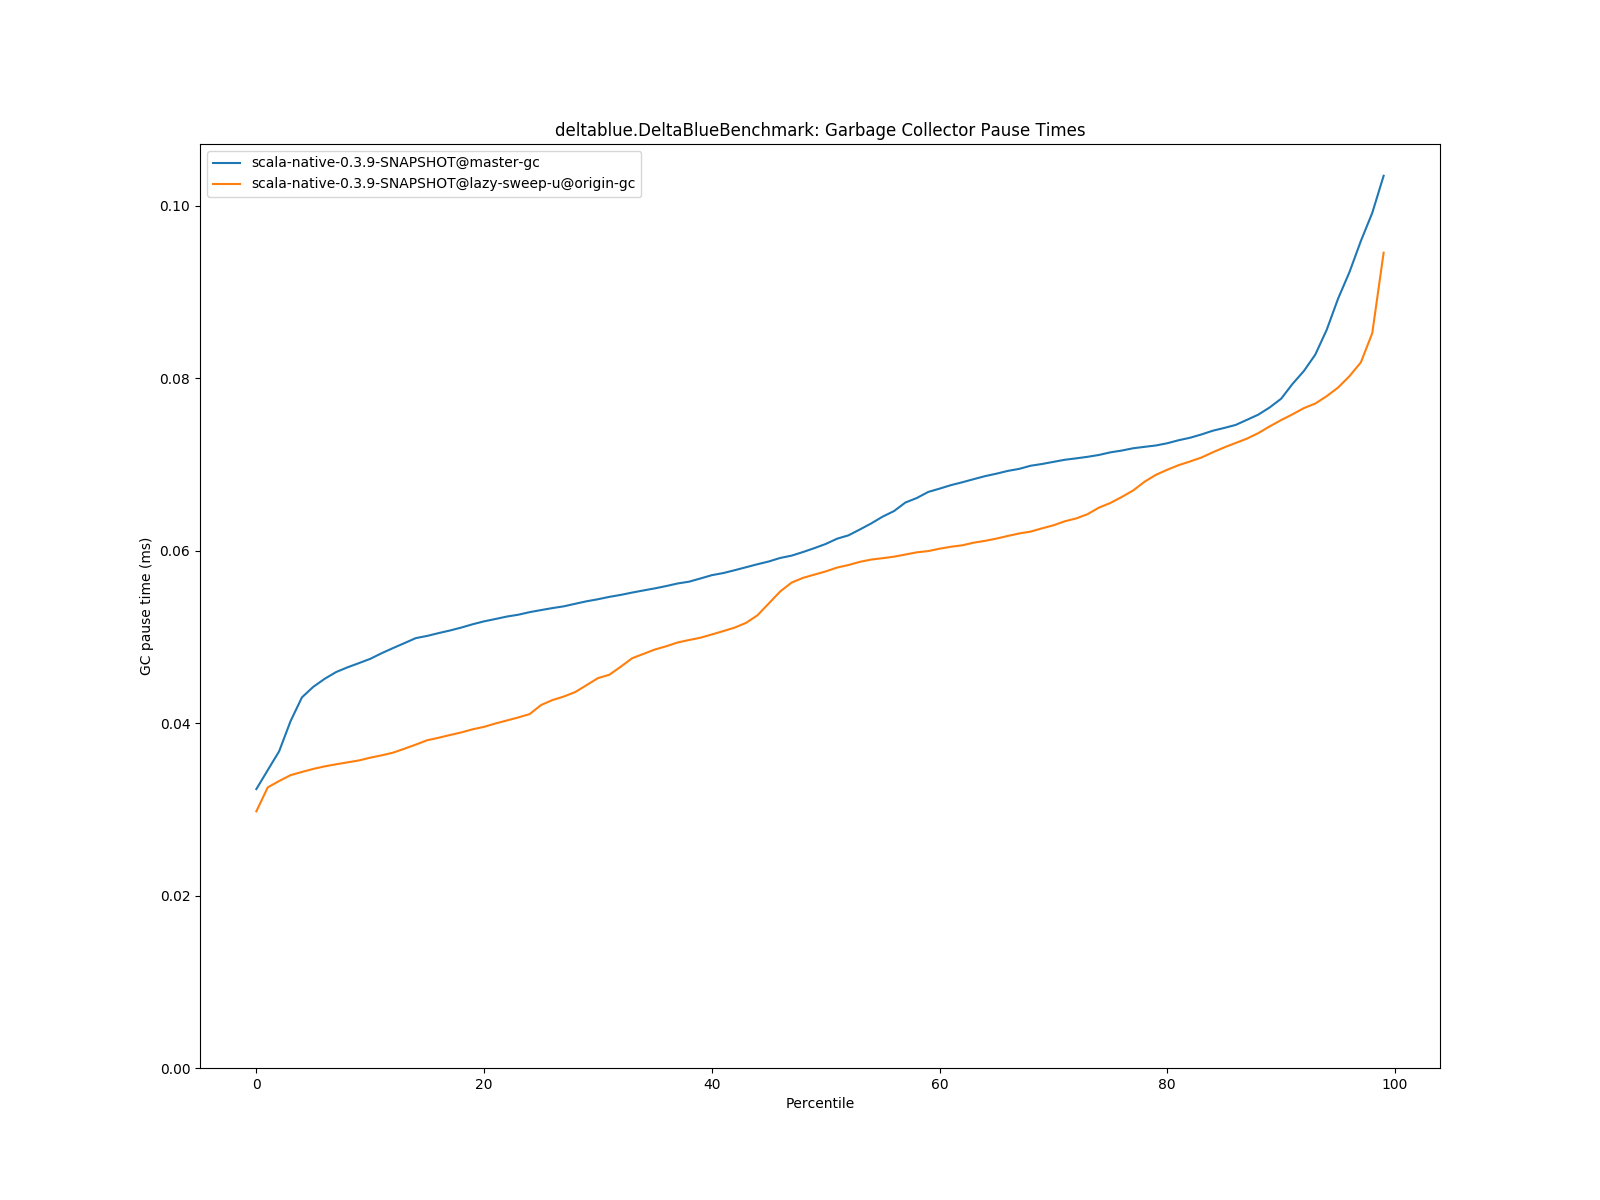 deltablue.DeltaBlueBenchmark: Garbage Collector Pause Times
scala-native-0.3.9-SNAPSHOT@master-gc
scala-native-0.3.9-SNAPSHOT@lazy-sweep-u@origin-gc
0.10
0.08
0.06
0.04
0.02
0.00
GC pause time (ms)
0 20 40 60 80 100
Percentile